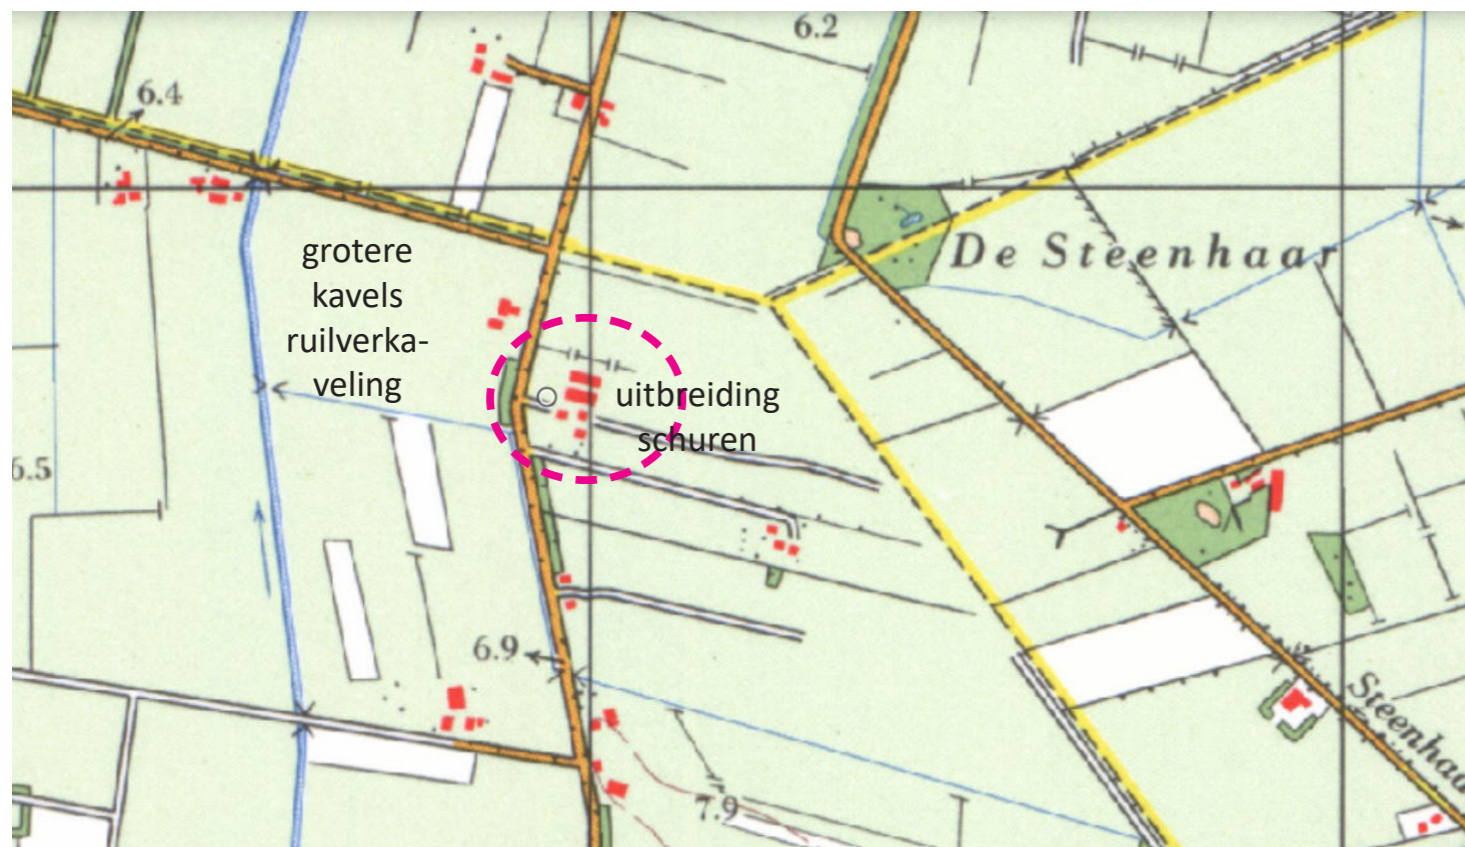 6.2
6.4
De Steenhaar
grotere
kavels
ruilverka-
veling
uitbreiding
schuren
6.5
6.9
Steenhaa
7.9